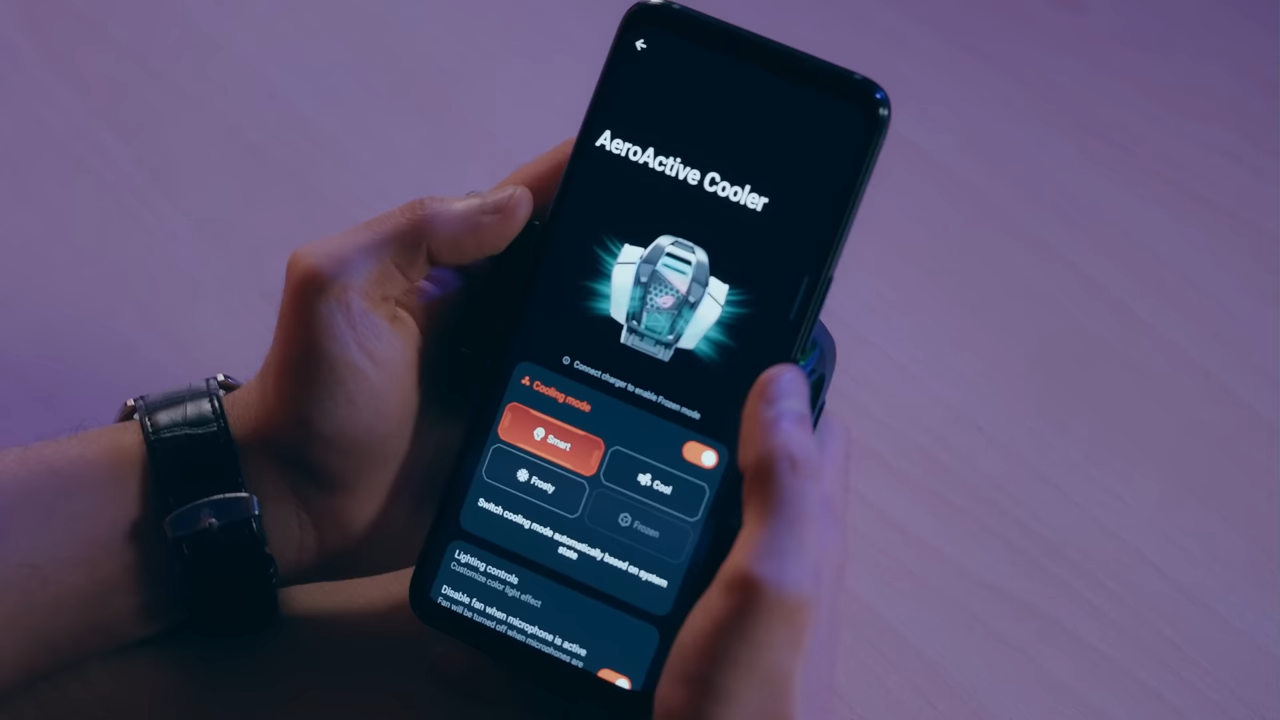 AeroActive Cooler
Connect charger to enable Frozen mode
Cooling mode
Smart
Cool
Frosty
Frozen
Switch cooling mode automatically based on system
state
Lighting controls
Customize color light effect
Disable fan when microphone is active
Fan will be turned off when microphones are